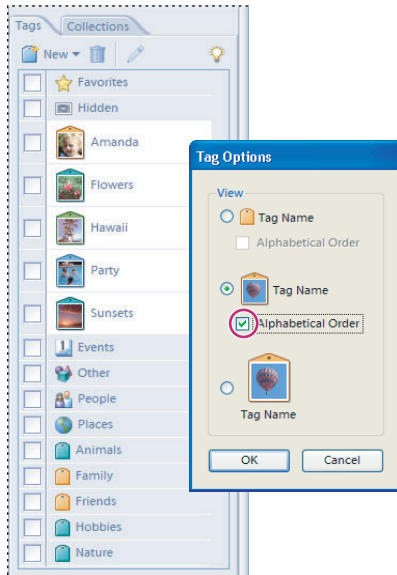 Tags Collections
New
Favorites
Hidden
Amanda
Flowers
Hawaii
Party
Sunsets
1 Events
Other
People
Places
Animals
Family
Friends
Hobbies
Nature
Tag Options
View
Tag Name
Alphabetical Order
Tag Name
Alphabetical Order
Tag Name
OK Cancel